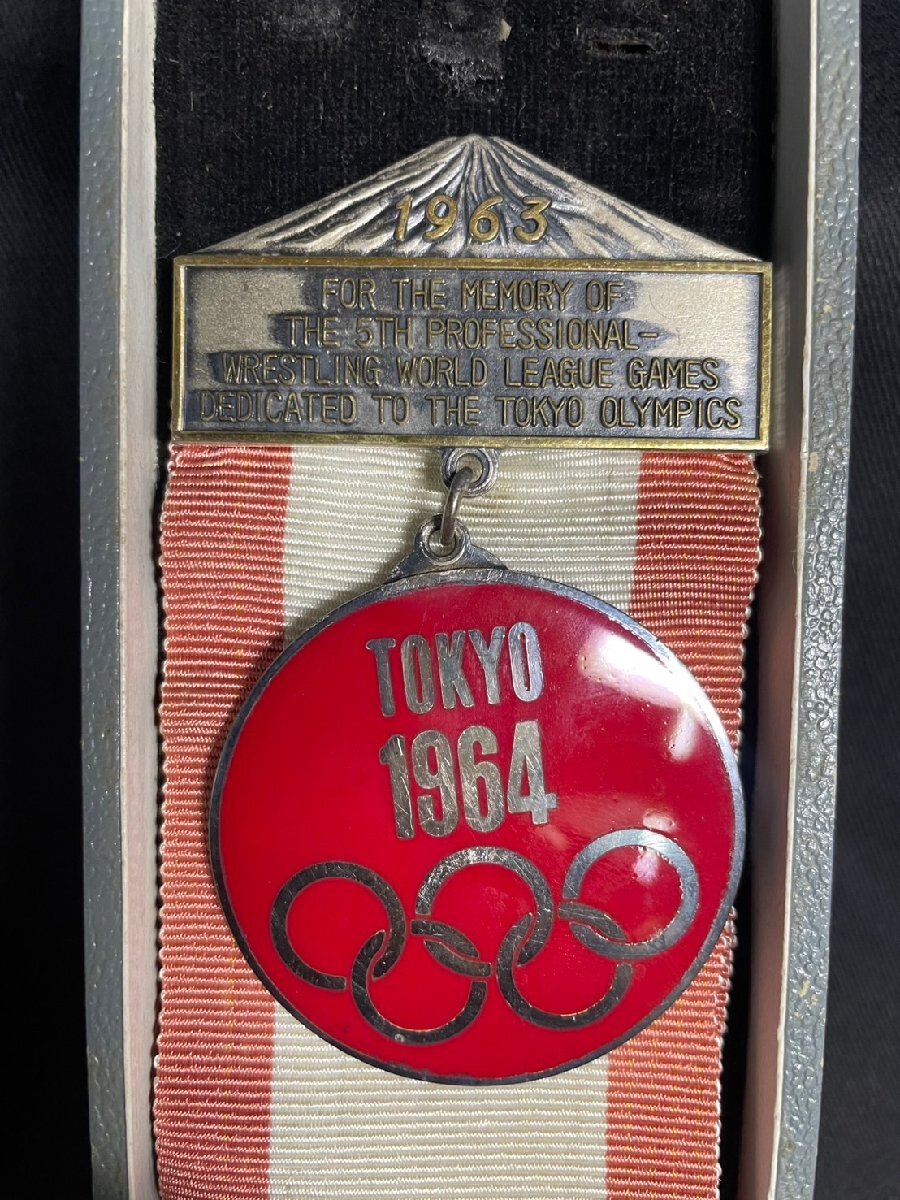 1963
FOR THE MEMORY OF
THE 5TH PROFESSIONAL-
WRESTLING WORLD LEAGUE GAMES
DEDICATED TO THE TOKYO OLYMPICS
TOKYO
1964